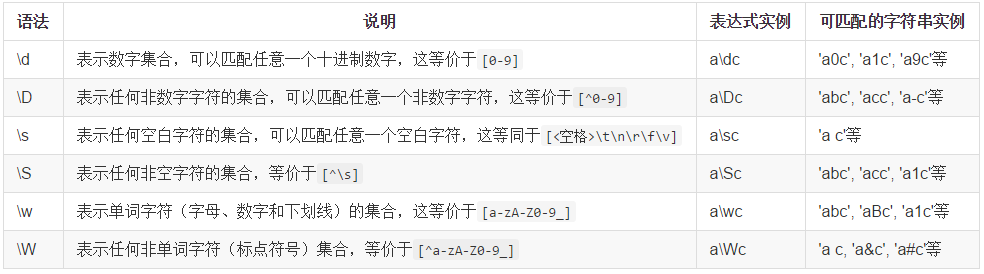 语法 说明 表达式实例 可匹配的字符串实例
\d 表示数字集合，可以匹配任意一个十进制数字，这等价于[0-9] a\dc 'a0c', 'a1c', 'a9c'等
\D 表示任何非数字字符的集合，可以匹配任意一个非数字字符，这等价于[^0-9] a\Dc 'abc', 'acc', 'a-c'等
\s 表示任何空白字符的集合，可以匹配任意一个空白字符，这等同于[<空格>\t\n\r\f\v] a\sc 'a c'等
\S 表示任何非空字符的集合，等价于[^\s] a\Sc 'abc', 'acc', 'a1c'等
\w 表示单词字符（字母、数字和下划线）的集合，这等价于[a-zA-Z0-9_] a\wc 'abc', 'aBc', 'a1c'等
\W 表示任何非单词字符（标点符号）集合，等价于[^a-zA-Z0-9_] a\Wc 'a c, 'a&c', 'a#c'等